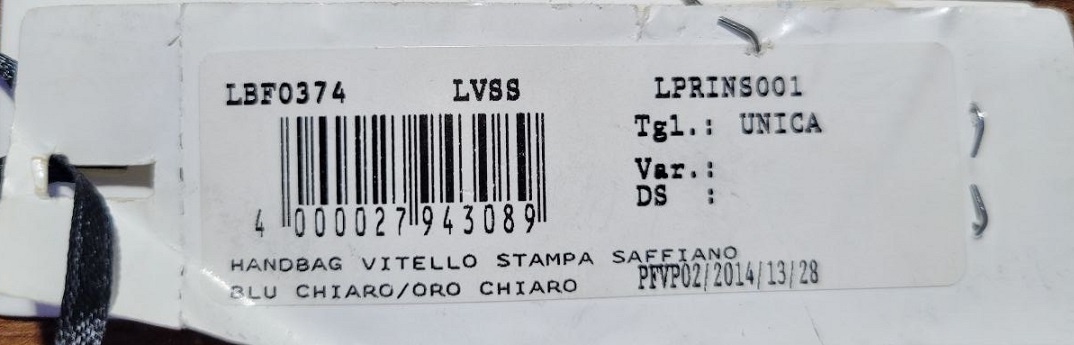 LBF0374 LVSS LPRINS001
Tgl.: UNICA
Var.:
DS :
4 000027 943089
HANDBAG VITELLO STAMPA SAFFIANO
PFVP02/2014/13/28
BLU CHIARO/ORO CHIARO